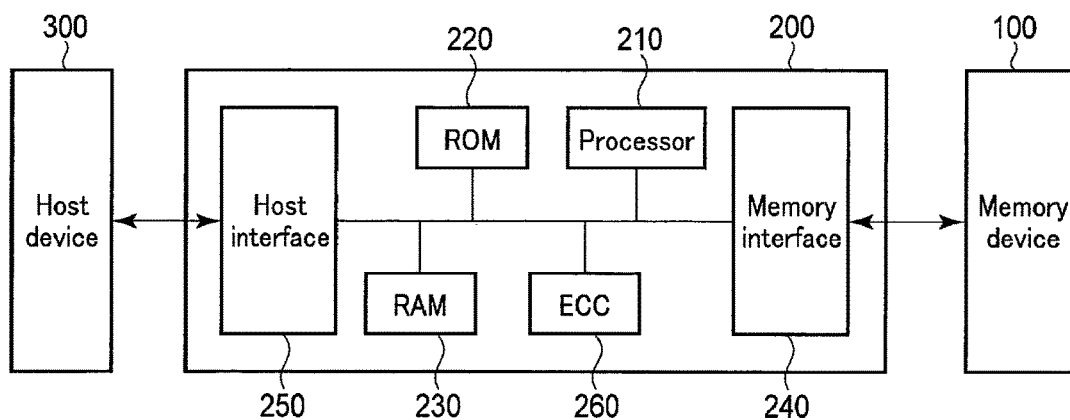 300
220
210
200
100
ROM
Processor
Host
device
Host
interface
Memory
interface
Memory
device
RAM
ECC
250
230
260
240